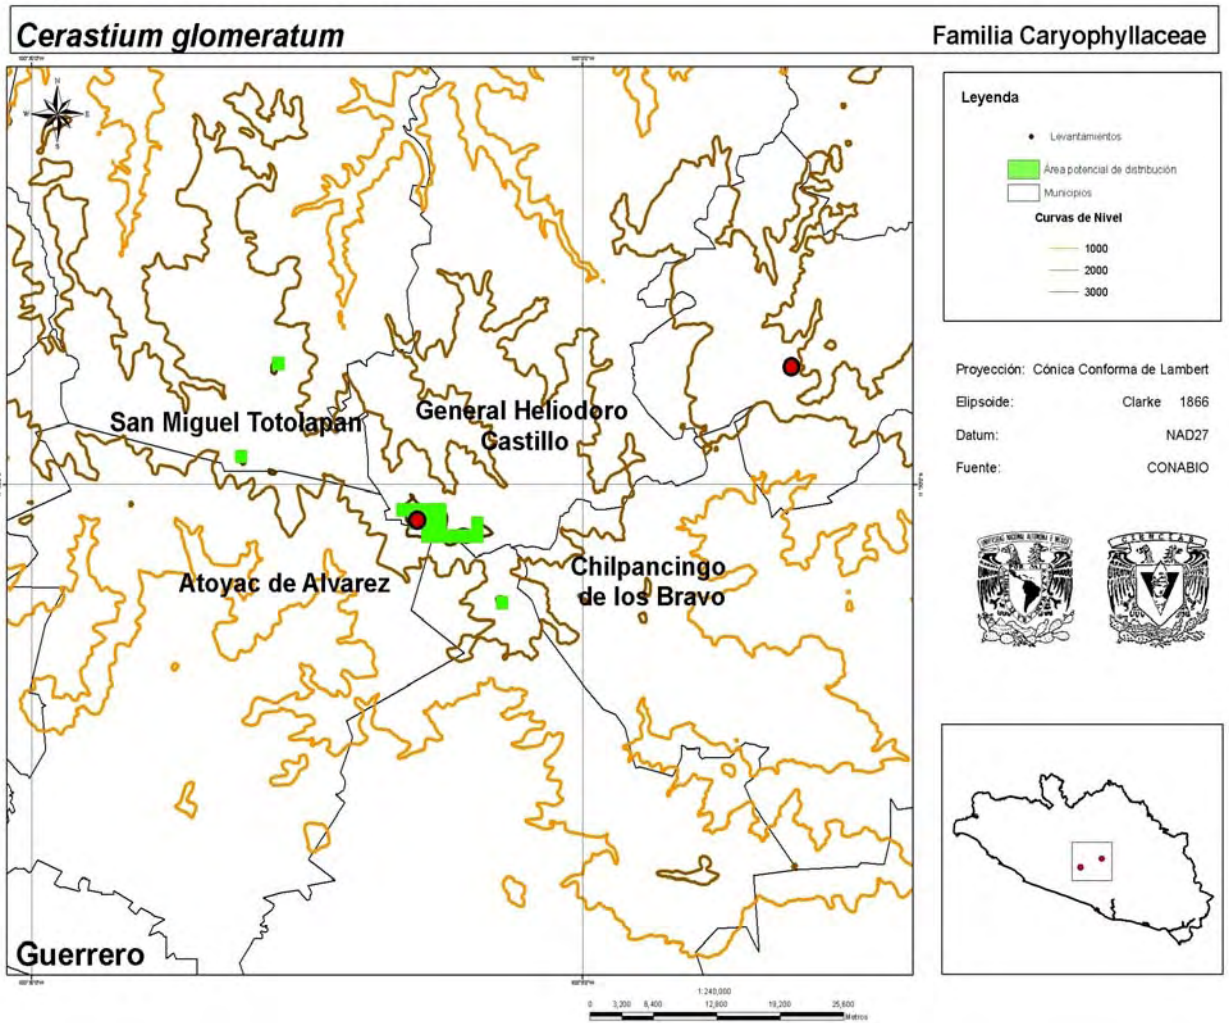 Cerastium glomeratum
Familia Caryophyllaceae
N
W E
S
San Miguel Totolapan
General Heliodoro
Castillo
Atoyac de Alvarez
Chilpancingo
de los Bravo
Guerrero
Leyenda
Levantamientos
Área potencial de distribución
Municipios
Curvas de Nivel
1000
2000
3000
Proyección: Cónica Conforma de Lambert
Elipsoide: Clarke 1866
Datum: NAD27
Fuente: CONABIO
CIENCIAS
1:240,000
0 3,200 6,400 12,800 19,200 25,600
Metros